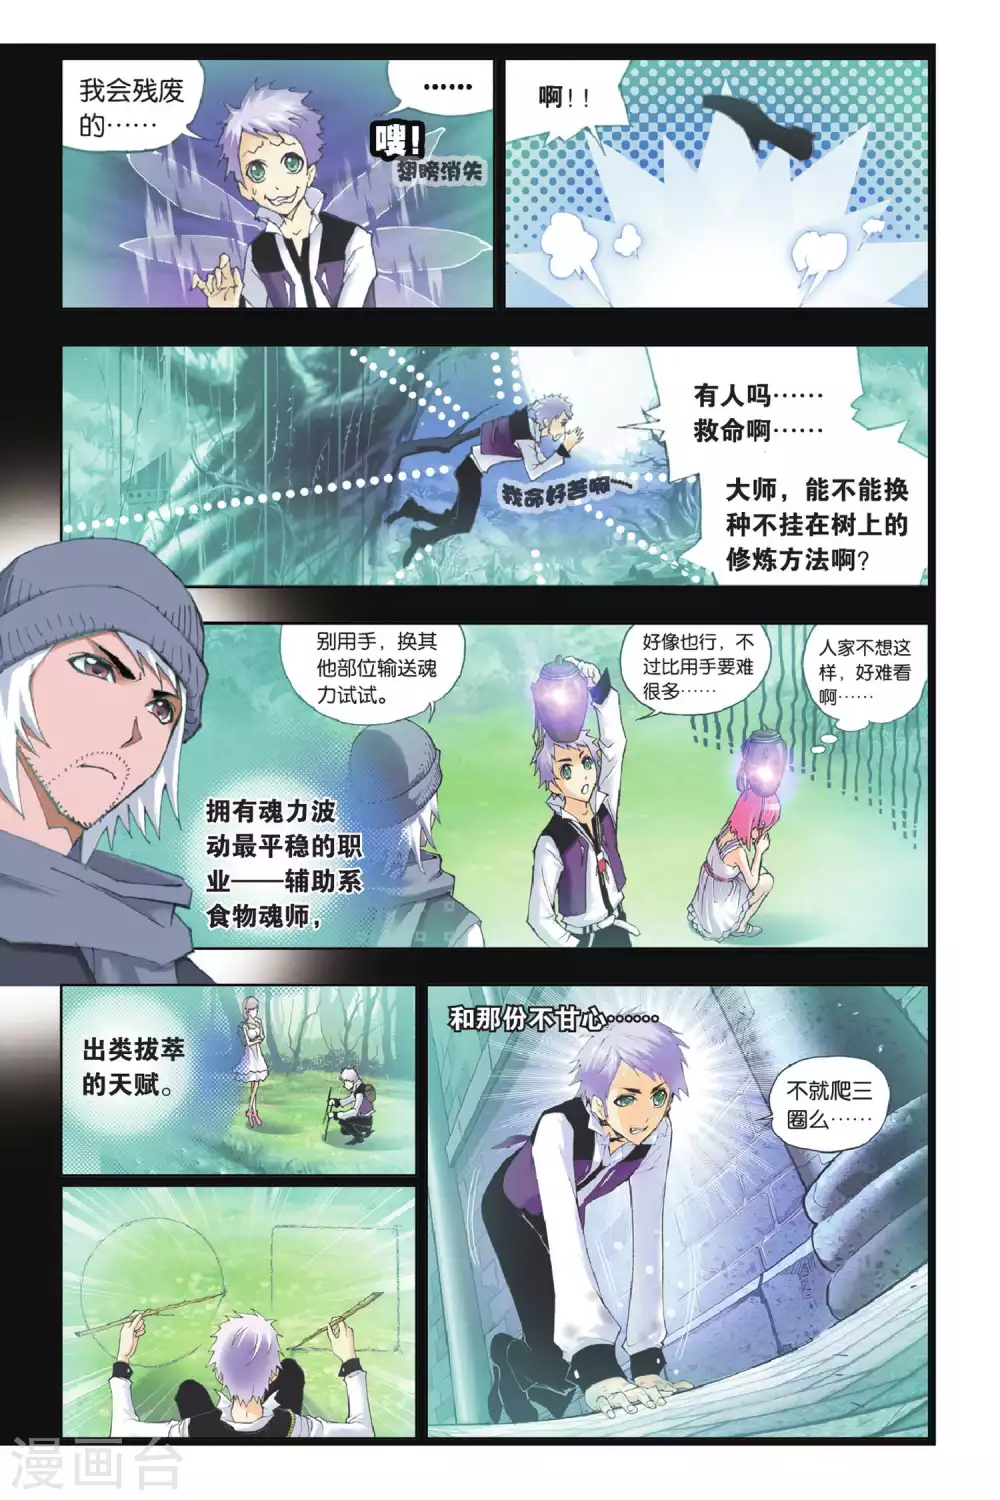 我会残废
的……
……
嗖！
翅膀消失
啊！！
有人吗……
救命啊……
大师，能不能换
种不挂在树上的
修炼方法啊？
我命好苦啊……
别用手，换其
他部位输送魂
力试试。
好像也行，不
过比用手要难
很多……
人家不想这
样，好难看
啊……
拥有魂力波
动最平稳的职
业——辅助系
食物魂师，
出类拔萃
的天赋。
和那份不甘心……
不就爬三
圈么……
漫画台